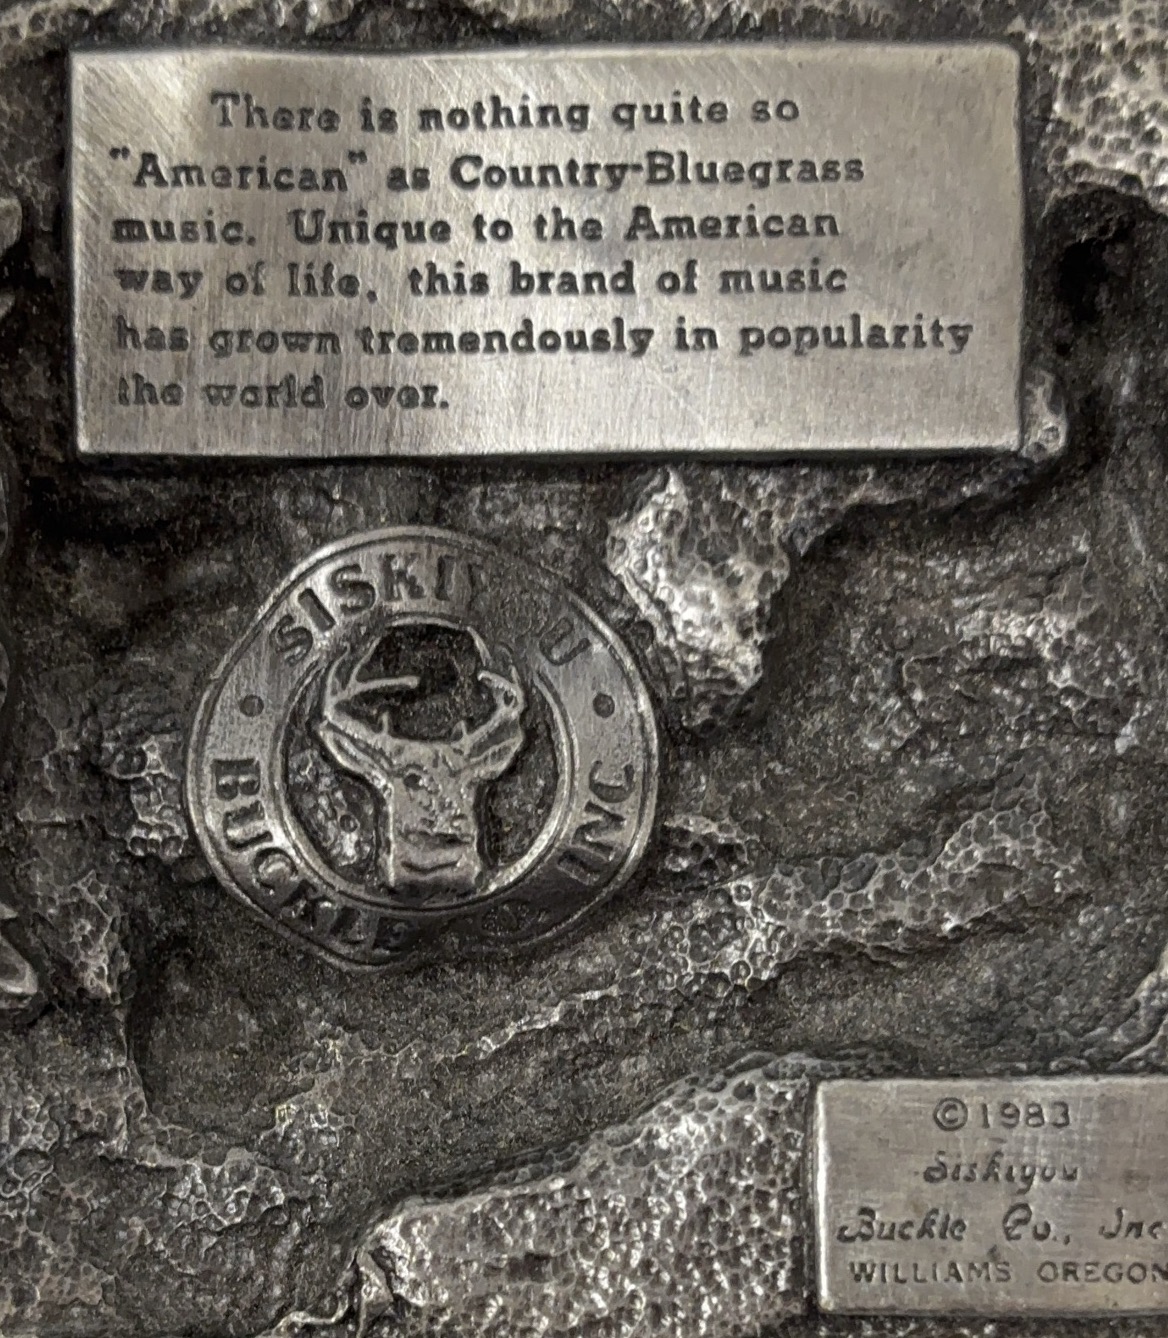 There is nothing quite so
"American" as Country-Bluegrass
music. Unique to the American
way of life, this brand of music
has grown tremendously in popularity
the world over.
SISKIYOU
BUCKLE CO. INC.
©1983
Siskiyou
Buckle Co., Inc
WILLIAMS OREGON